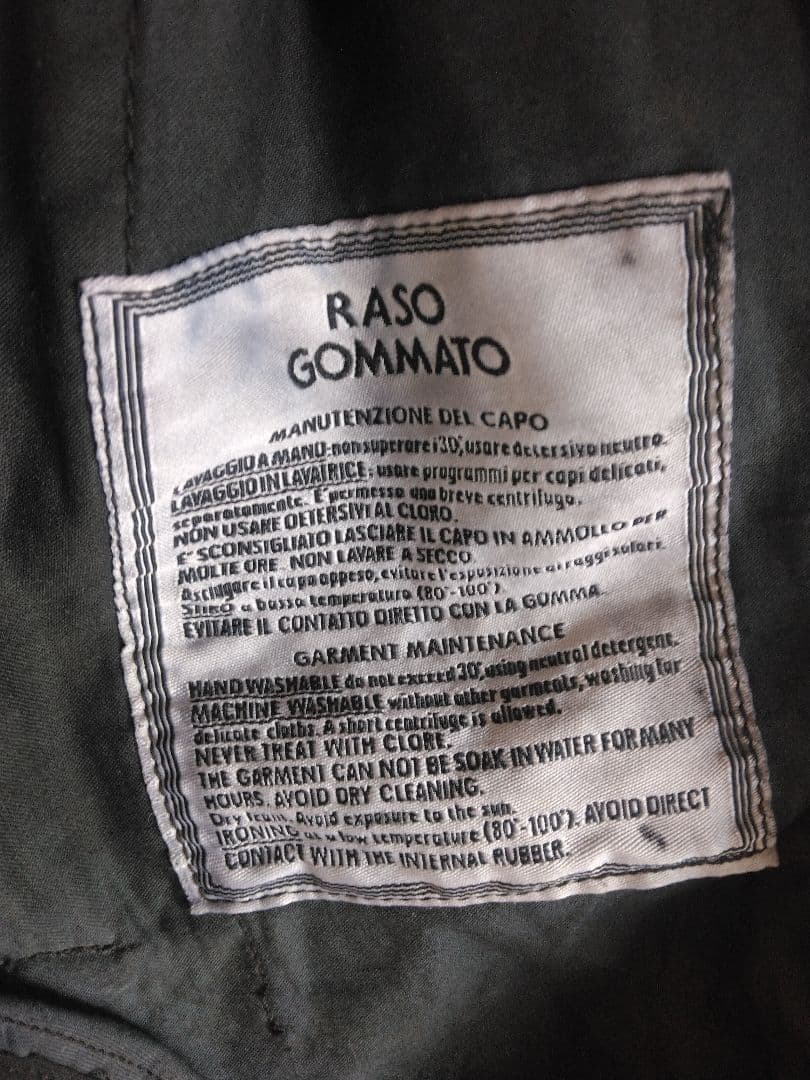 RASO
GOMMATO
MANUTENZIONE DEL CAPO
LAVAGGIO A MANO-non superare i 30°, usare detersivo neutro.
LAVAGGIO IN LAVATRICE: usare programmi per capi delicati,
separatamente. E' permessa una breve centrifuga.
NON USARE DETERSIVI AL CLORO.
E' SCONSIGLIATO LASCIARE IL CAPO IN AMMOLLO PER
MOLTE ORE. NON LAVARE A SECCO.
Asciugare il capo appeso, evitare l'esposizione ai raggi solari.
STIRO a bassa temperatura (80°-100°).
EVITARE IL CONTATTO DIRETTO CON LA GOMMA.
GARMENT MAINTENANCE
HAND WASHABLE do not exceed 30°, using neutral detergent.
MACHINE WASHABLE without other garments, washing for
delicate cloths. A short centrifuge is allowed.
NEVER TREAT WITH CLORE.
THE GARMENT CAN NOT BE SOAK IN WATER FOR MANY
HOURS. AVOID DRY CLEANING.
Dry Avoid exposure to the sun.
IRONING at a low temperature (80°-100°). AVOID DIRECT
CONTACT WITH THE INTERNAL RUBBER.